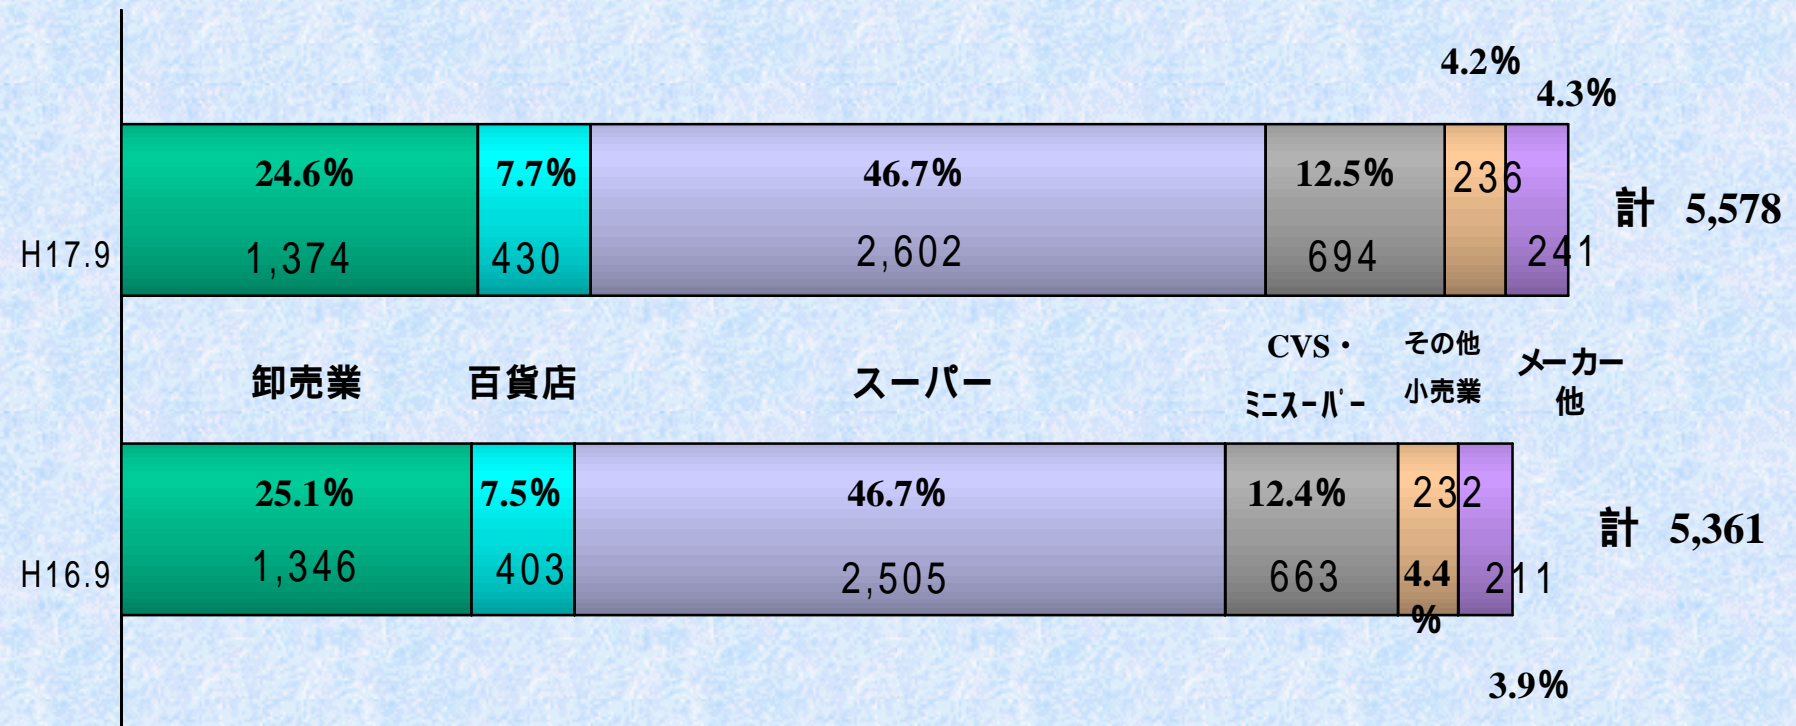 4.2%
4.3%
24.6% 7.7% 46.7% 12.5% 236
計 5,578
H17.9 1,374 430 2,602 694 241
卸売業 百貨店 スーパー CVS・ その他 メーカー
ﾐﾆｽｰﾊﾟｰ 小売業 他
25.1% 7.5% 46.7% 12.4% 232
計 5,361
H16.9 1,346 403 2,505 663 4.4 211
%
3.9%